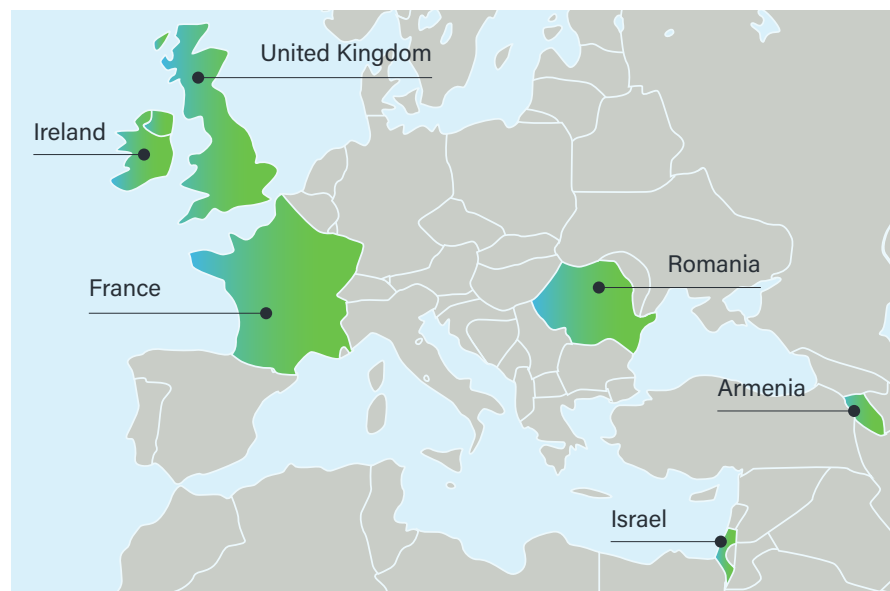 United Kingdom
Ireland
Romania
France
Armenia
Israel